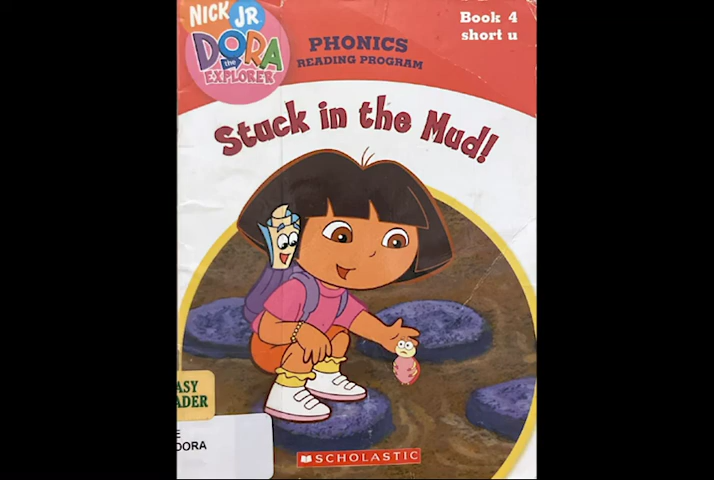 NICK JR.
DORA
the
EXPLORER
PHONICS
READING PROGRAM
Book 4
short u
Stuck in the Mud!
ASY
ADER
E
DORA
SCHOLASTIC